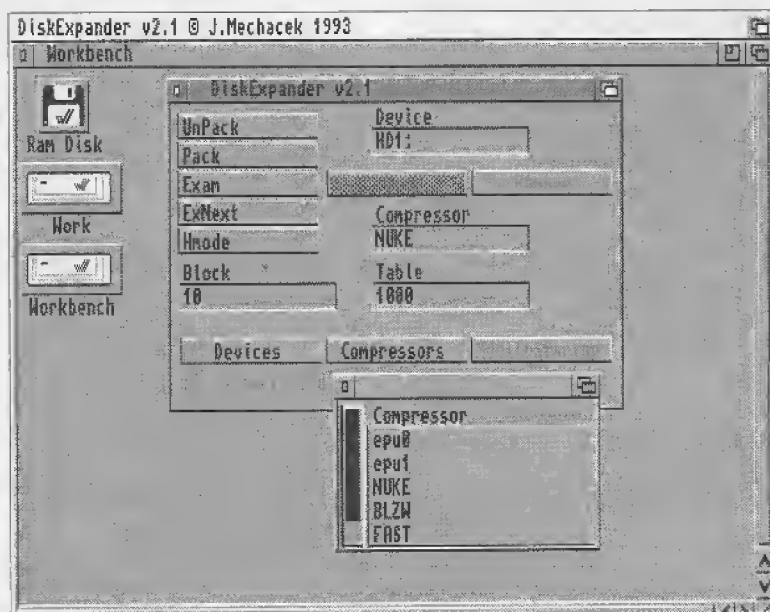 DiskExpander v2.1 © J.Mechacek 1993
Workbench
DiskExpander v2.1
Ram Disk
Work
Workbench
UnPack
Pack
Exam
ExNext
Hmode
Device
HD1:
Compressor
NUKE
Block
10
Table
1000
Devices
Compressors
Compressor
epu0
epu1
NUKE
BLZW
FAST